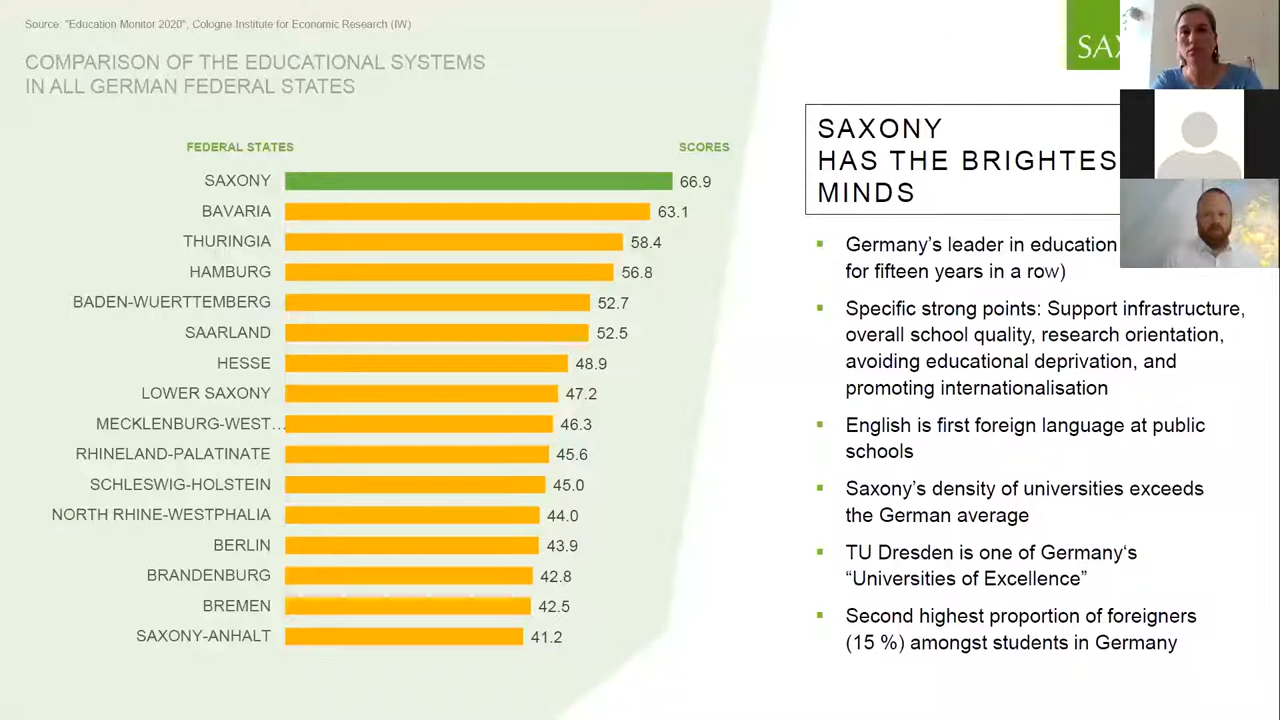 Source: "Education Monitor 2020", Cologne Institute for Economic Research (IW)
COMPARISON OF THE EDUCATIONAL SYSTEMS
IN ALL GERMAN FEDERAL STATES
FEDERAL STATES SCORES
SAXONY 66.9
BAVARIA 63.1
THURINGIA 58.4
HAMBURG 56.8
BADEN-WUERTTEMBERG 52.7
SAARLAND 52.5
HESSE 48.9
LOWER SAXONY 47.2
MECKLENBURG-WEST… 46.3
RHINELAND-PALATINATE 45.6
SCHLESWIG-HOLSTEIN 45.0
NORTH RHINE-WESTPHALIA 44.0
BERLIN 43.9
BRANDENBURG 42.8
BREMEN 42.5
SAXONY-ANHALT 41.2
SAXONY
HAS THE BRIGHTES
MINDS
Germany's leader in education
for fifteen years in a row)
Specific strong points: Support infrastructure,
overall school quality, research orientation,
avoiding educational deprivation, and
promoting internationalisation
English is first foreign language at public
schools
Saxony's density of universities exceeds
the German average
TU Dresden is one of Germany‘s
“Universities of Excellence”
Second highest proportion of foreigners
(15 %) amongst students in Germany